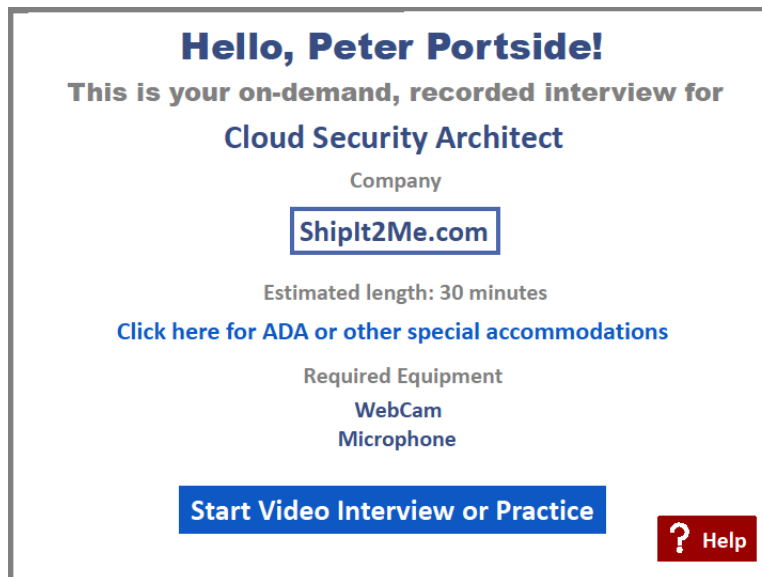 Hello, Peter Portside!
This is your on-demand, recorded interview for
Cloud Security Architect
Company
ShipIt2Me.com
Estimated length: 30 minutes
Click here for ADA or other special accommodations
Required Equipment
WebCam
Microphone
Start Video Interview or Practice
? Help